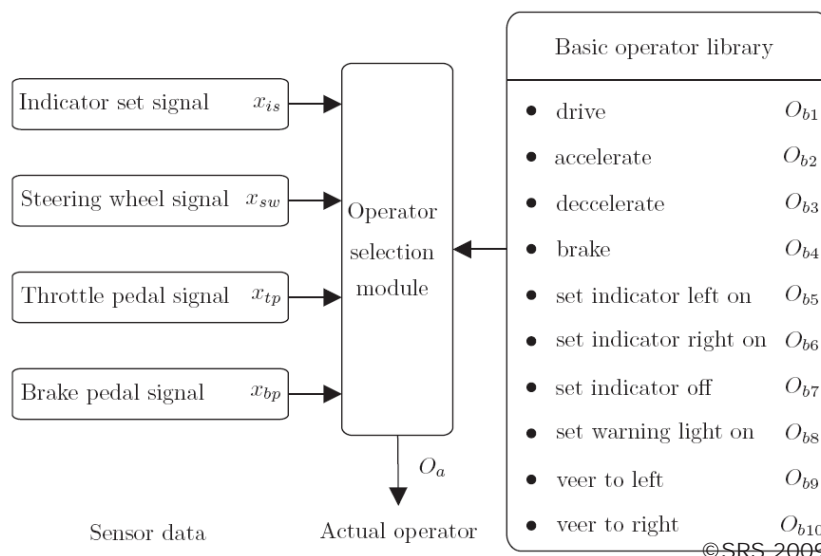 Indicator set signal x_is
Steering wheel signal x_sw
Throttle pedal signal x_tp
Brake pedal signal x_bp
Sensor data
Operator
selection
module
O_a
Actual operator
Basic operator library
• drive O_b1
• accelerate O_b2
• deccelerate O_b3
• brake O_b4
• set indicator left on O_b5
• set indicator right on O_b6
• set indicator off O_b7
• set warning light on O_b8
• veer to left O_b9
• veer to right O_b10
©SRS 2009